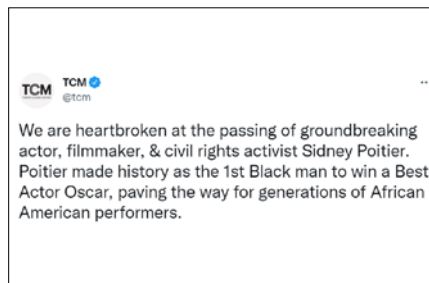 TCM
TCM
@tcm
We are heartbroken at the passing of groundbreaking
actor, filmmaker, & civil rights activist Sidney Poitier.
Poitier made history as the 1st Black man to win a Best
Actor Oscar, paving the way for generations of African
American performers.